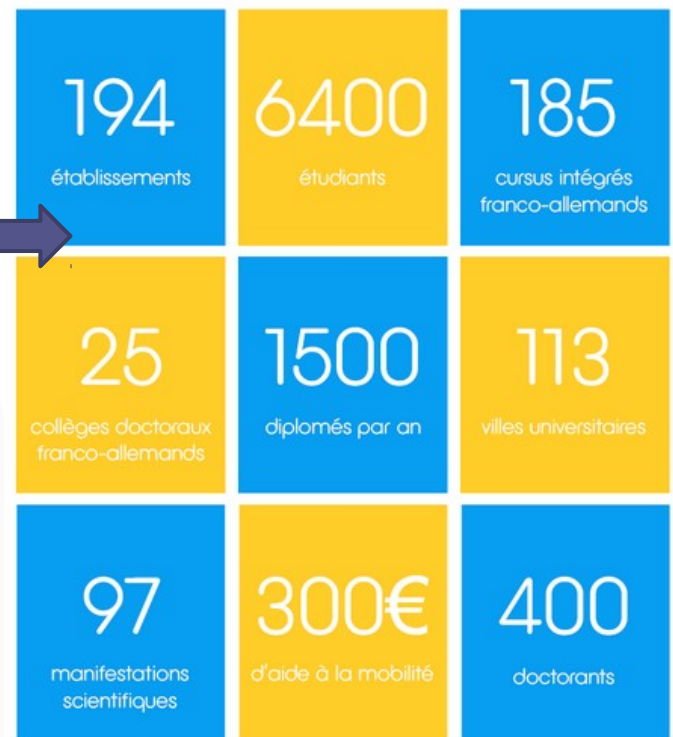 194
établissements
6400
étudiants
185
cursus intégrés
franco-allemands
25
collèges doctoraux
franco-allemands
1500
diplomés par an
113
villes universitaires
97
manifestations
scientifiques
300€
d'aide à la mobilité
400
doctorants